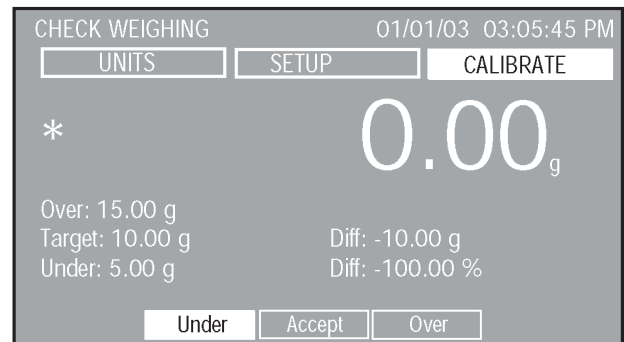 CHECK WEIGHING 01/01/03 03:05:45 PM
UNITS SETUP CALIBRATE
* 0.00 g
Over: 15.00 g
Target: 10.00 g Diff: -10.00 g
Under: 5.00 g Diff: -100.00 %
Under Accept Over